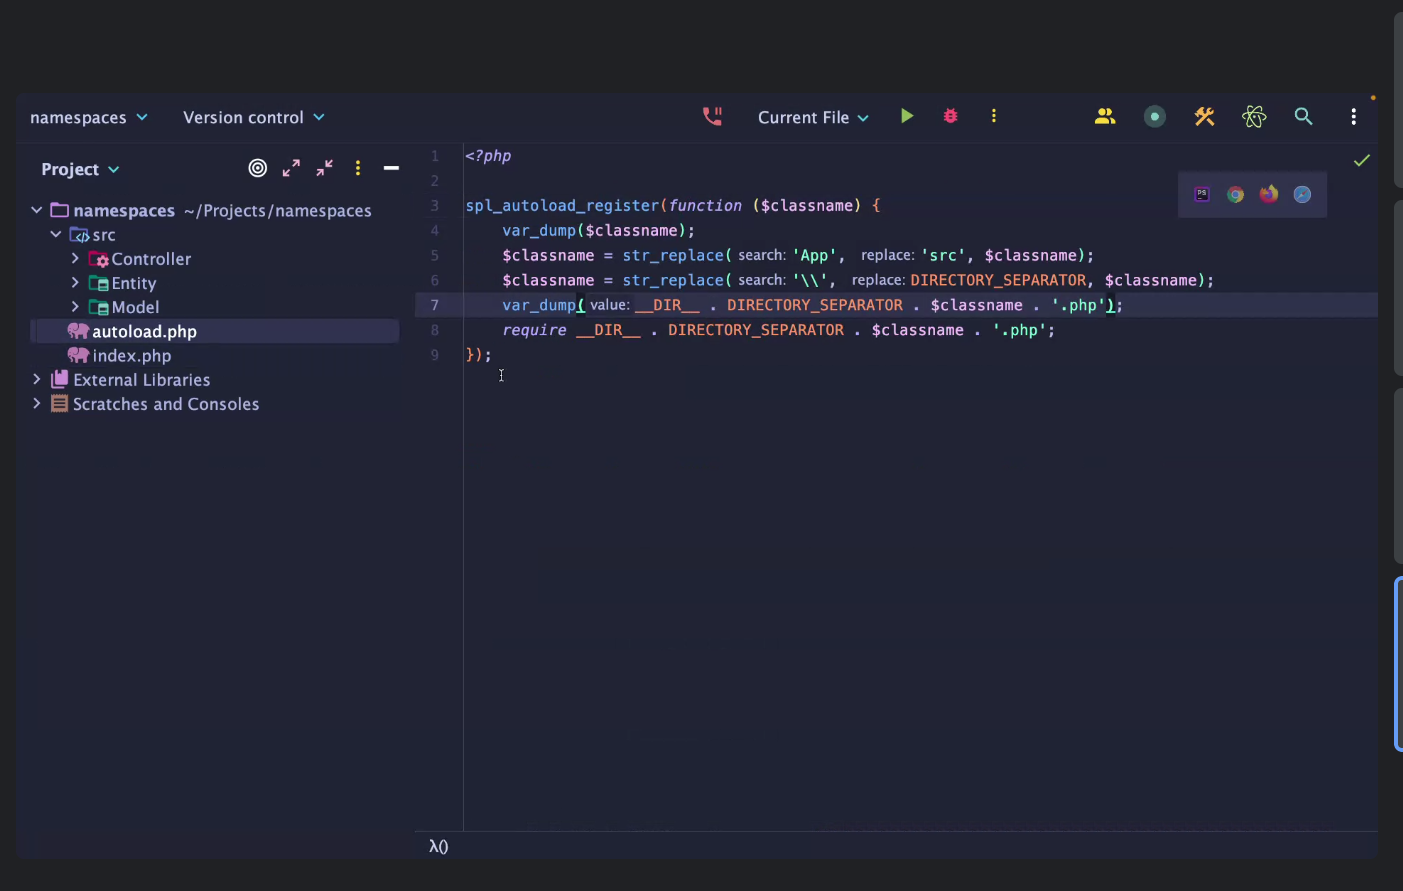 namespaces
Version control
Current File
Project
namespaces ~/Projects/namespaces
src
Controller
Entity
Model
autoload.php
index.php
External Libraries
Scratches and Consoles
1 <?php
2
3 spl_autoload_register(function ($classname) {
4 var_dump($classname);
5 $classname = str_replace( search: 'App', replace: 'src', $classname);
6 $classname = str_replace( search: '\\', replace: DIRECTORY_SEPARATOR, $classname);
7 var_dump( value: __DIR__ . DIRECTORY_SEPARATOR . $classname . '.php');
8 require __DIR__ . DIRECTORY_SEPARATOR . $classname . '.php';
9 });
PS
λ()